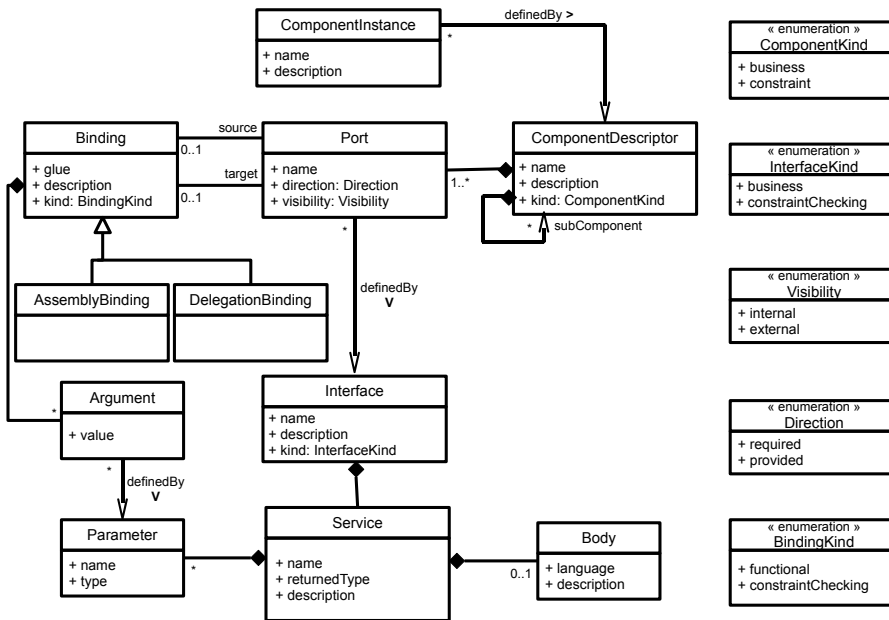 ComponentInstance
+ name
+ description
definedBy >
*
« enumeration »
ComponentKind
+ business
+ constraint
Binding
+ glue
+ description
+ kind: BindingKind
source
0..1
target
0..1
Port
+ name
+ direction: Direction
+ visibility: Visibility
1..*
*
ComponentDescriptor
+ name
+ description
+ kind: ComponentKind
*
subComponent
« enumeration »
InterfaceKind
+ business
+ constraintChecking
AssemblyBinding
DelegationBinding
definedBy
V
« enumeration »
Visibility
+ internal
+ external
Argument
+ value
*
*
definedBy
V
Interface
+ name
+ description
+ kind: InterfaceKind
« enumeration »
Direction
+ required
+ provided
Parameter
+ name
+ type
*
Service
+ name
+ returnedType
+ description
0..1
Body
+ language
+ description
« enumeration »
BindingKind
+ functional
+ constraintChecking